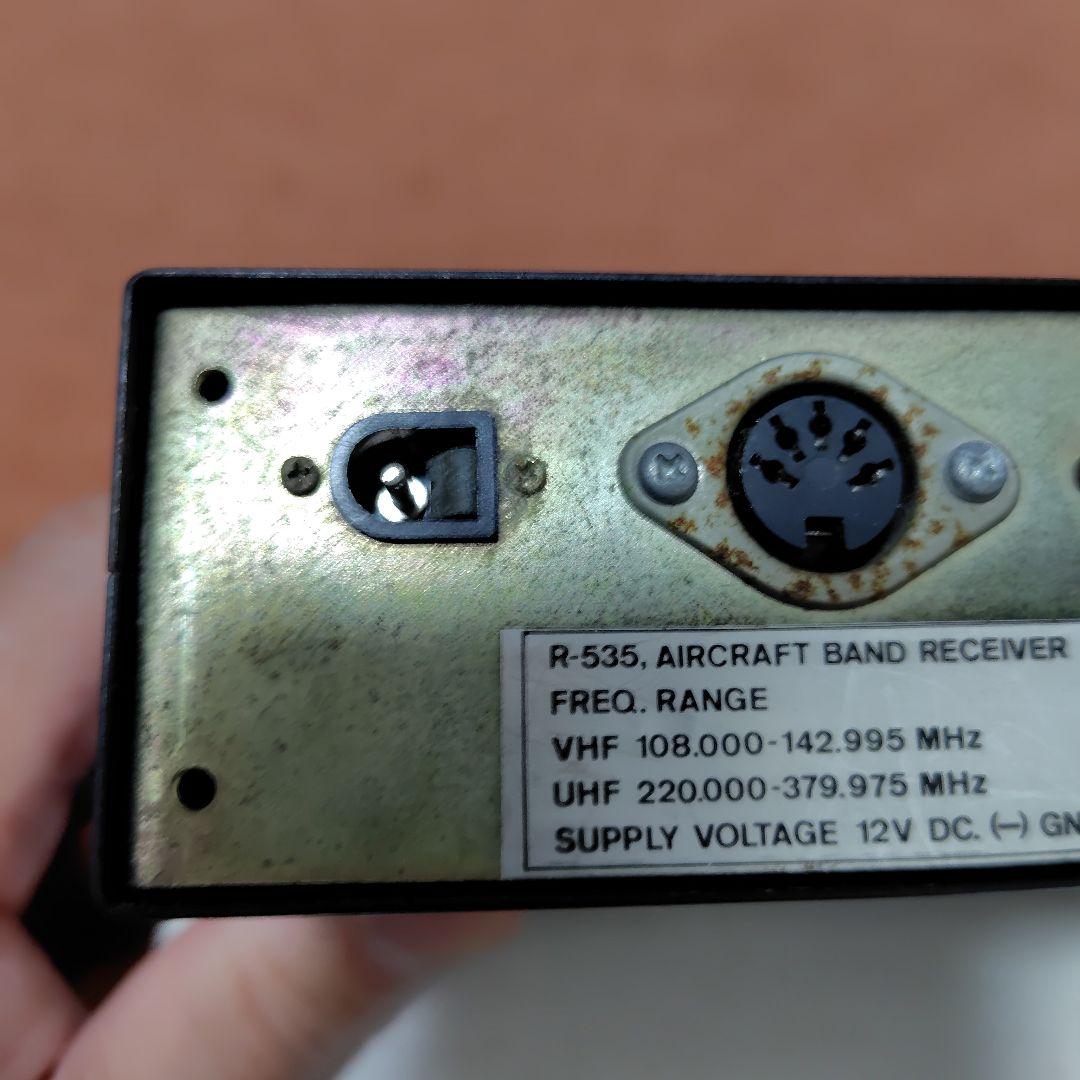 R-535, AIRCRAFT BAND RECEIVER
FREQ. RANGE
VHF 108.000-142.995 MHz
UHF 220.000-379.975 MHz
SUPPLY VOLTAGE 12V DC. (–) GN